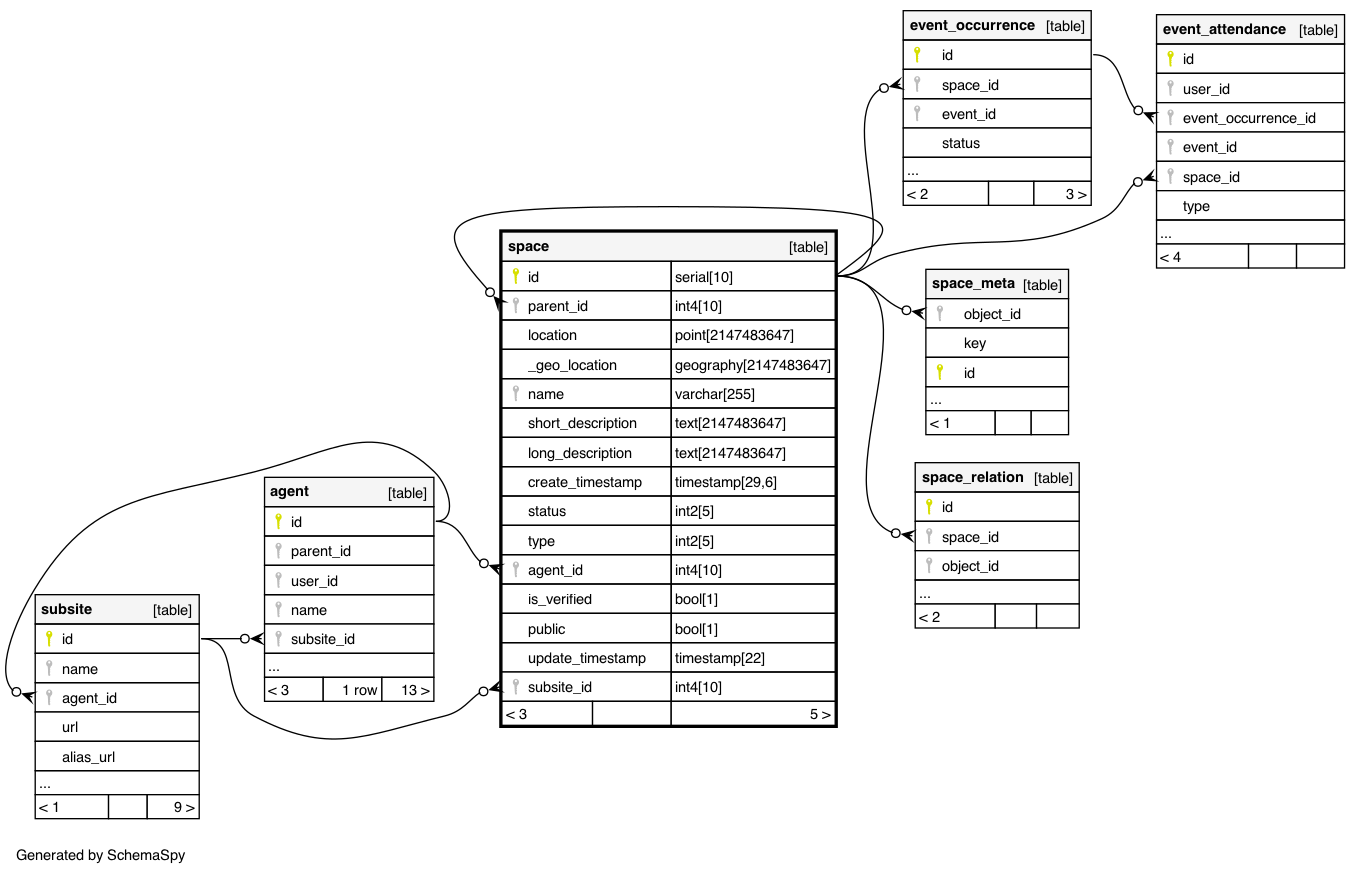 event_occurrence [table]
id
space_id
event_id
status
...
< 2 3 >
event_attendance [table]
id
user_id
event_occurrence_id
event_id
space_id
type
...
< 4
space [table]
id serial[10]
parent_id int4[10]
location point[2147483647]
_geo_location geography[2147483647]
name varchar[255]
short_description text[2147483647]
long_description text[2147483647]
create_timestamp timestamp[29,6]
status int2[5]
type int2[5]
agent_id int4[10]
is_verified bool[1]
public bool[1]
update_timestamp timestamp[22]
subsite_id int4[10]
< 3 5 >
space_meta [table]
object_id
key
id
...
< 1
space_relation [table]
id
space_id
object_id
...
< 2
agent [table]
id
parent_id
user_id
name
subsite_id
...
< 3 1 row 13 >
subsite [table]
id
name
agent_id
url
alias_url
...
< 1 9 >
Generated by SchemaSpy